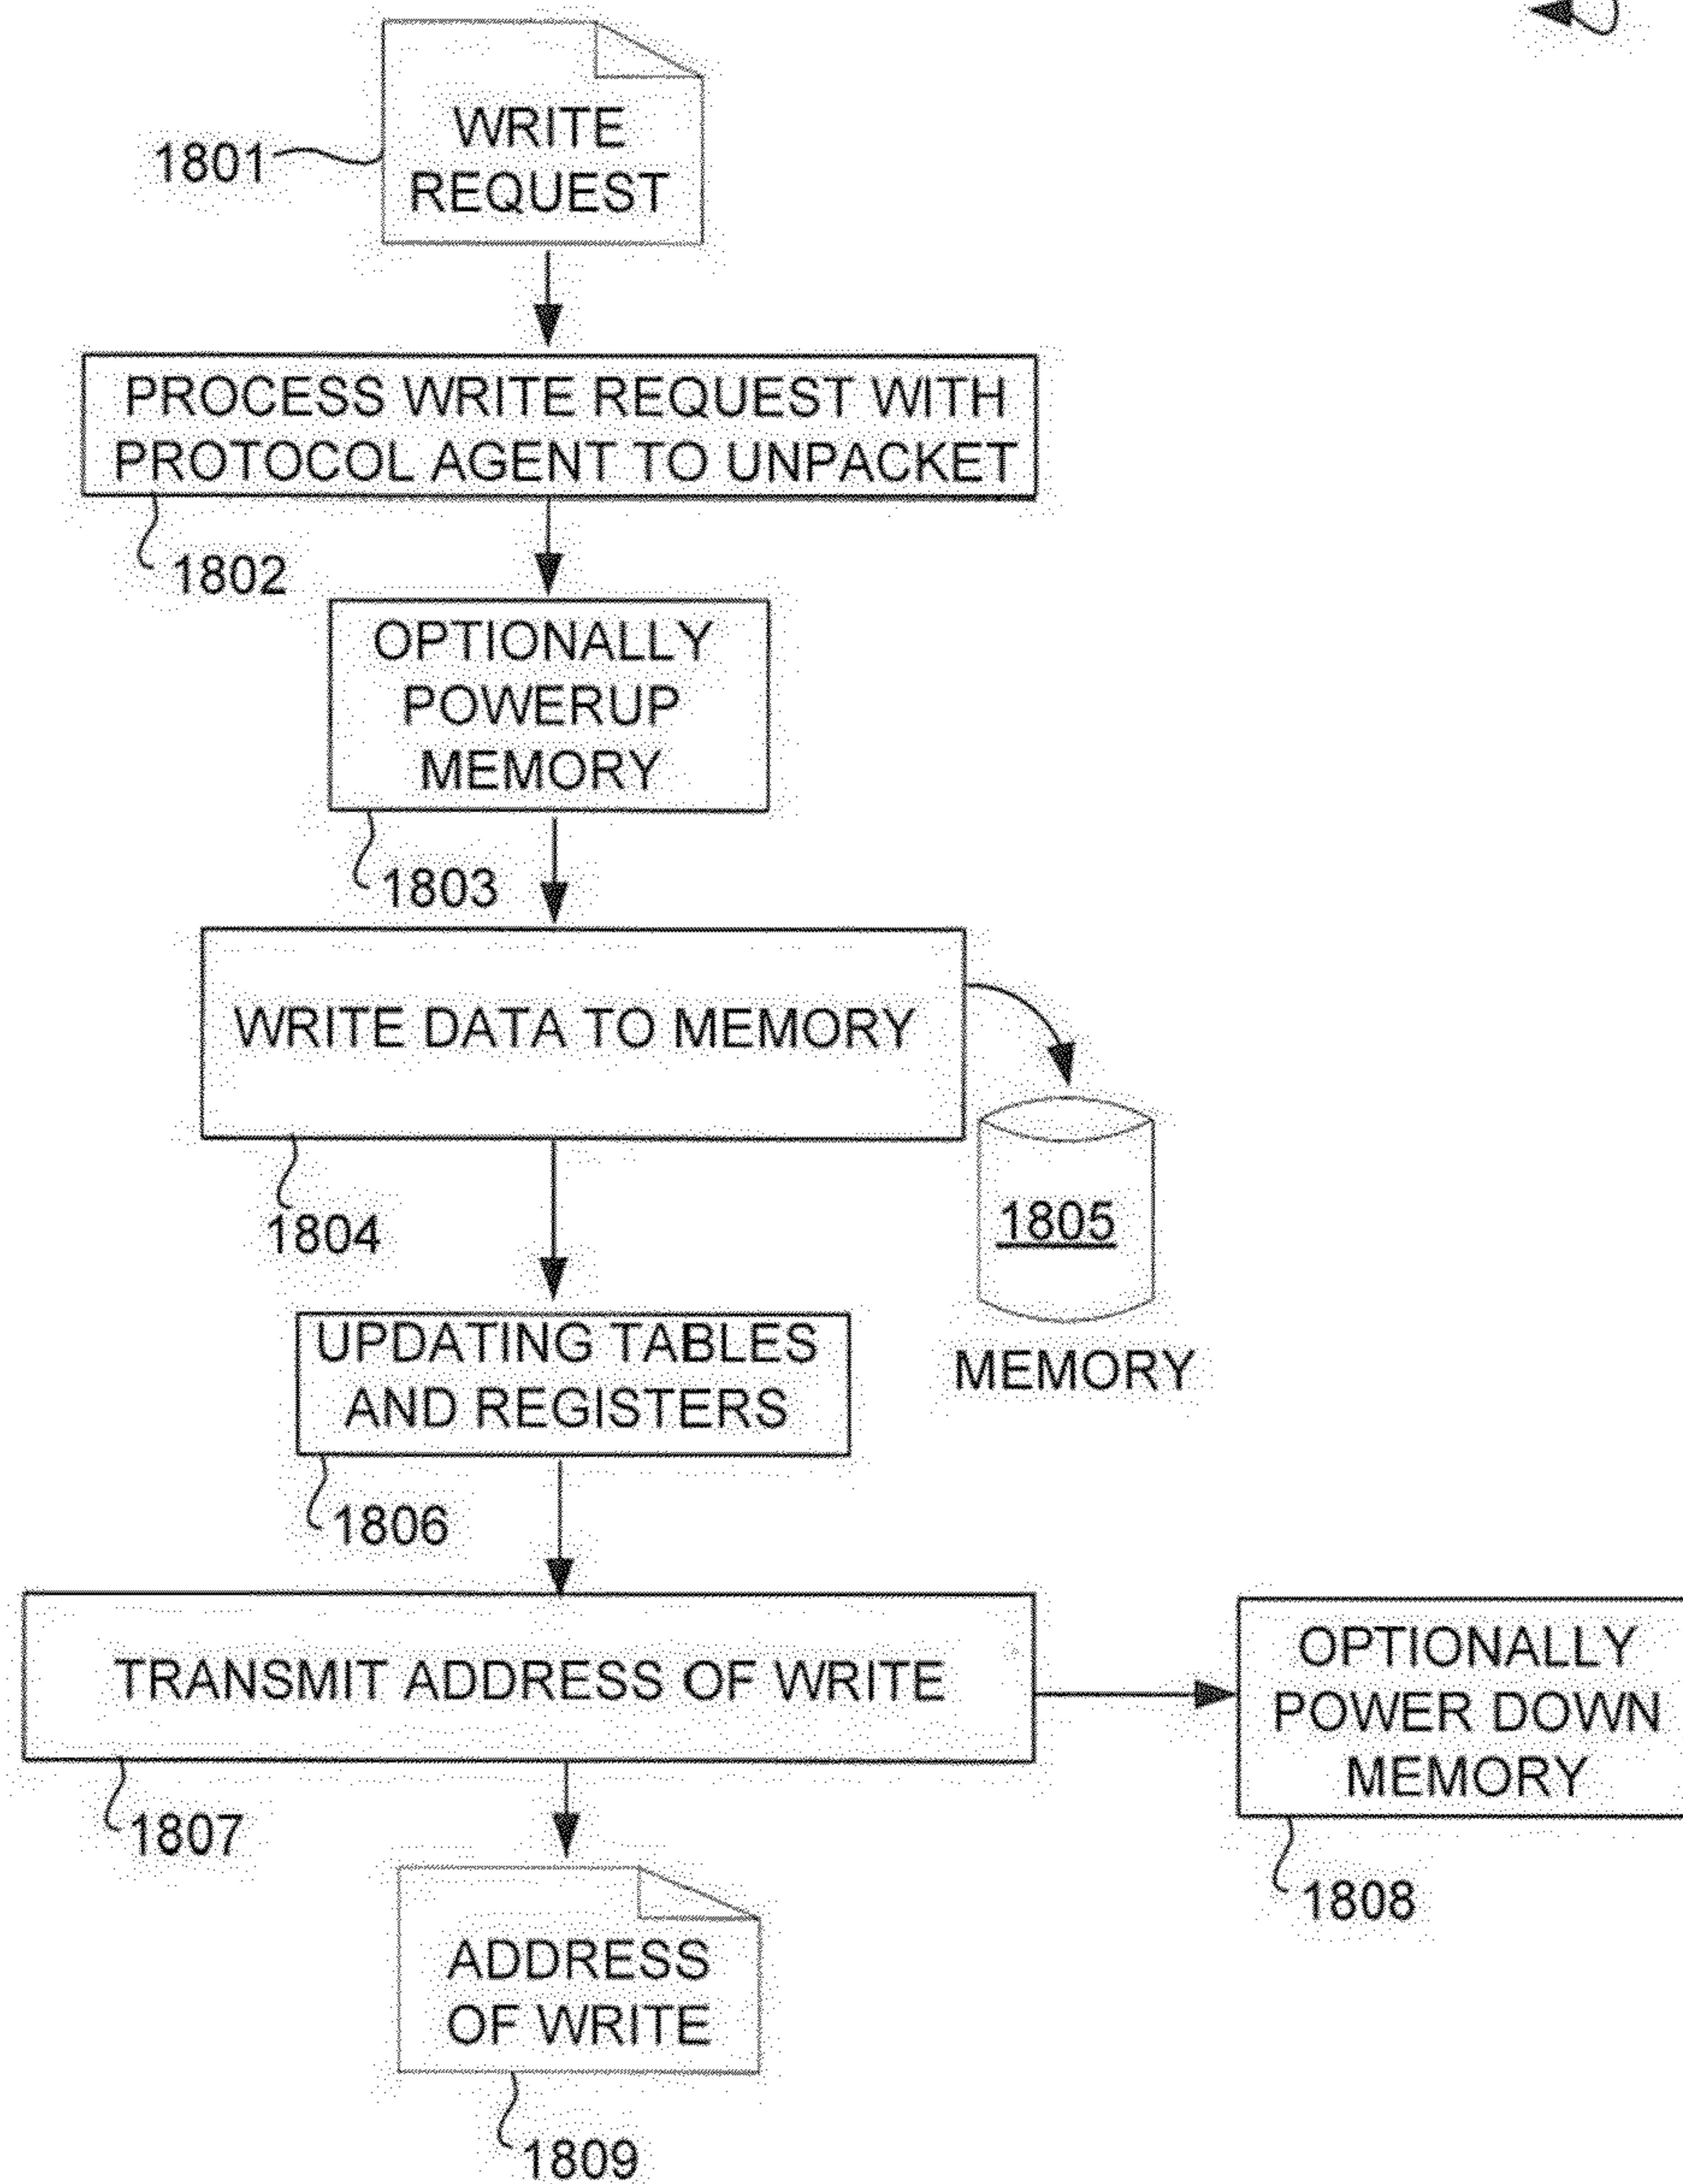 WRITE
REQUEST
1801
PROCESS WRITE REQUEST WITH
PROTOCOL AGENT TO UNPACKET
1802
OPTIONALLY
POWERUP
MEMORY
1803
WRITE DATA TO MEMORY
1804
1805
MEMORY
UPDATING TABLES
AND REGISTERS
1806
TRANSMIT ADDRESS OF WRITE
1807
OPTIONALLY
POWER DOWN
MEMORY
1808
ADDRESS
OF WRITE
1809